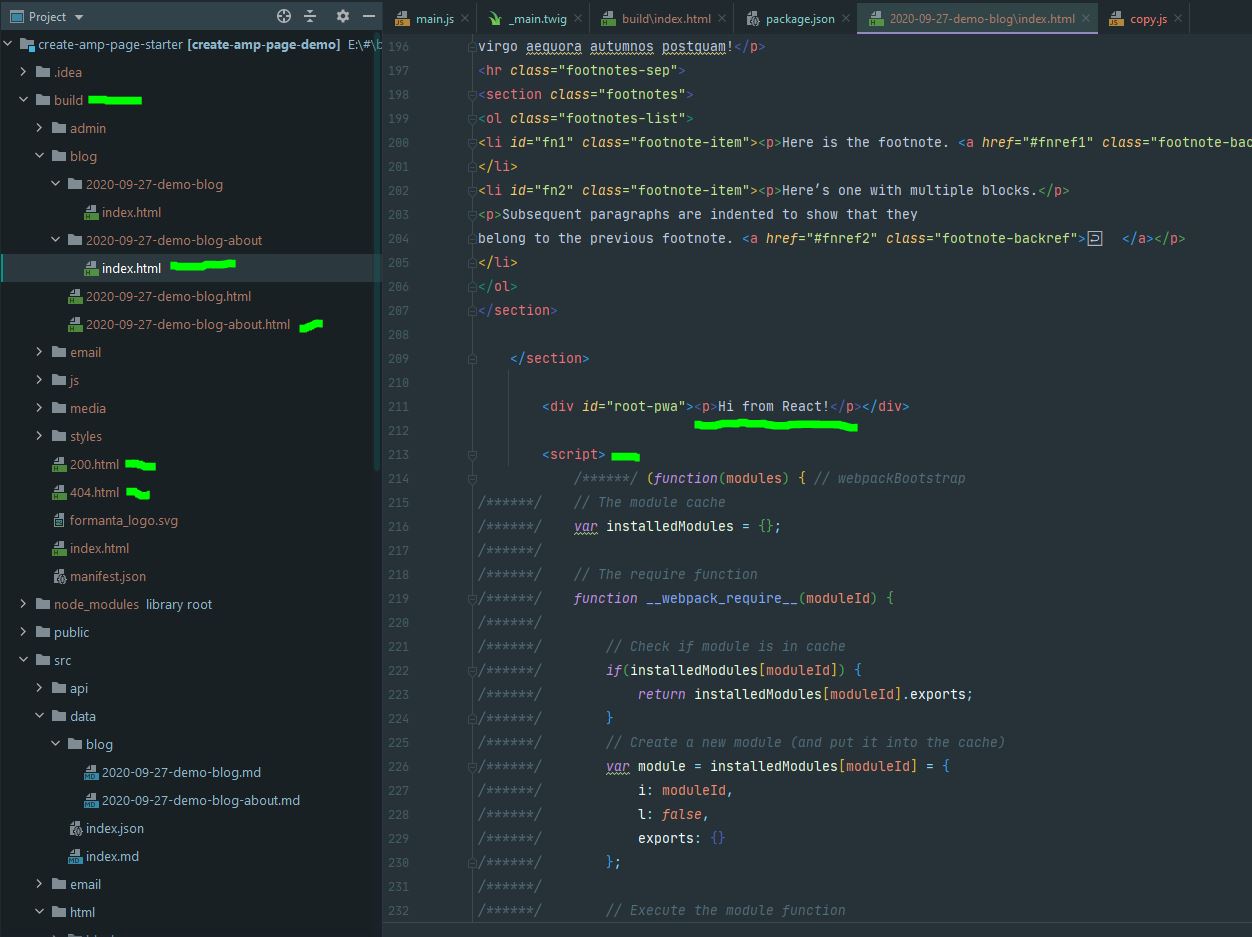 Project
create-amp-page-starter [create-amp-page-demo] E:\#\b
.idea
build
admin
blog
2020-09-27-demo-blog
index.html
2020-09-27-demo-blog-about
index.html
2020-09-27-demo-blog.html
2020-09-27-demo-blog-about.html
email
js
media
styles
200.html
404.html
formanta_logo.svg
index.html
manifest.json
node_modules library root
public
src
api
data
blog
2020-09-27-demo-blog.md
2020-09-27-demo-blog-about.md
index.json
index.md
email
html
main.js _main.twig build\index.html package.json 2020-09-27-demo-blog\index.html copy.js
196 virgo aequora autumnos postquam!</p>
197 <hr class="footnotes-sep">
198 <section class="footnotes">
199 <ol class="footnotes-list">
200 <li id="fn1" class="footnote-item"><p>Here is the footnote. <a href="#fnref1" class="footnote-bac
201 </li>
202 <li id="fn2" class="footnote-item"><p>Here’s one with multiple blocks.</p>
203 <p>Subsequent paragraphs are indented to show that they
204 belong to the previous footnote. <a href="#fnref2" class="footnote-backref">↩ </a></p>
205 </li>
206 </ol>
207 </section>
208
209 </section>
210
211 <div id="root-pwa"><p>Hi from React!</p></div>
212
213 <script>
214 /******/ (function(modules) { // webpackBootstrap
215 /******/ // The module cache
216 /******/ var installedModules = {};
217 /******/
218 /******/ // The require function
219 /******/ function __webpack_require__(moduleId) {
220 /******/
221 /******/ // Check if module is in cache
222 /******/ if(installedModules[moduleId]) {
223 /******/ return installedModules[moduleId].exports;
224 /******/ }
225 /******/ // Create a new module (and put it into the cache)
226 /******/ var module = installedModules[moduleId] = {
227 /******/ i: moduleId,
228 /******/ l: false,
229 /******/ exports: {}
230 /******/ };
231 /******/
232 /******/ // Execute the module function